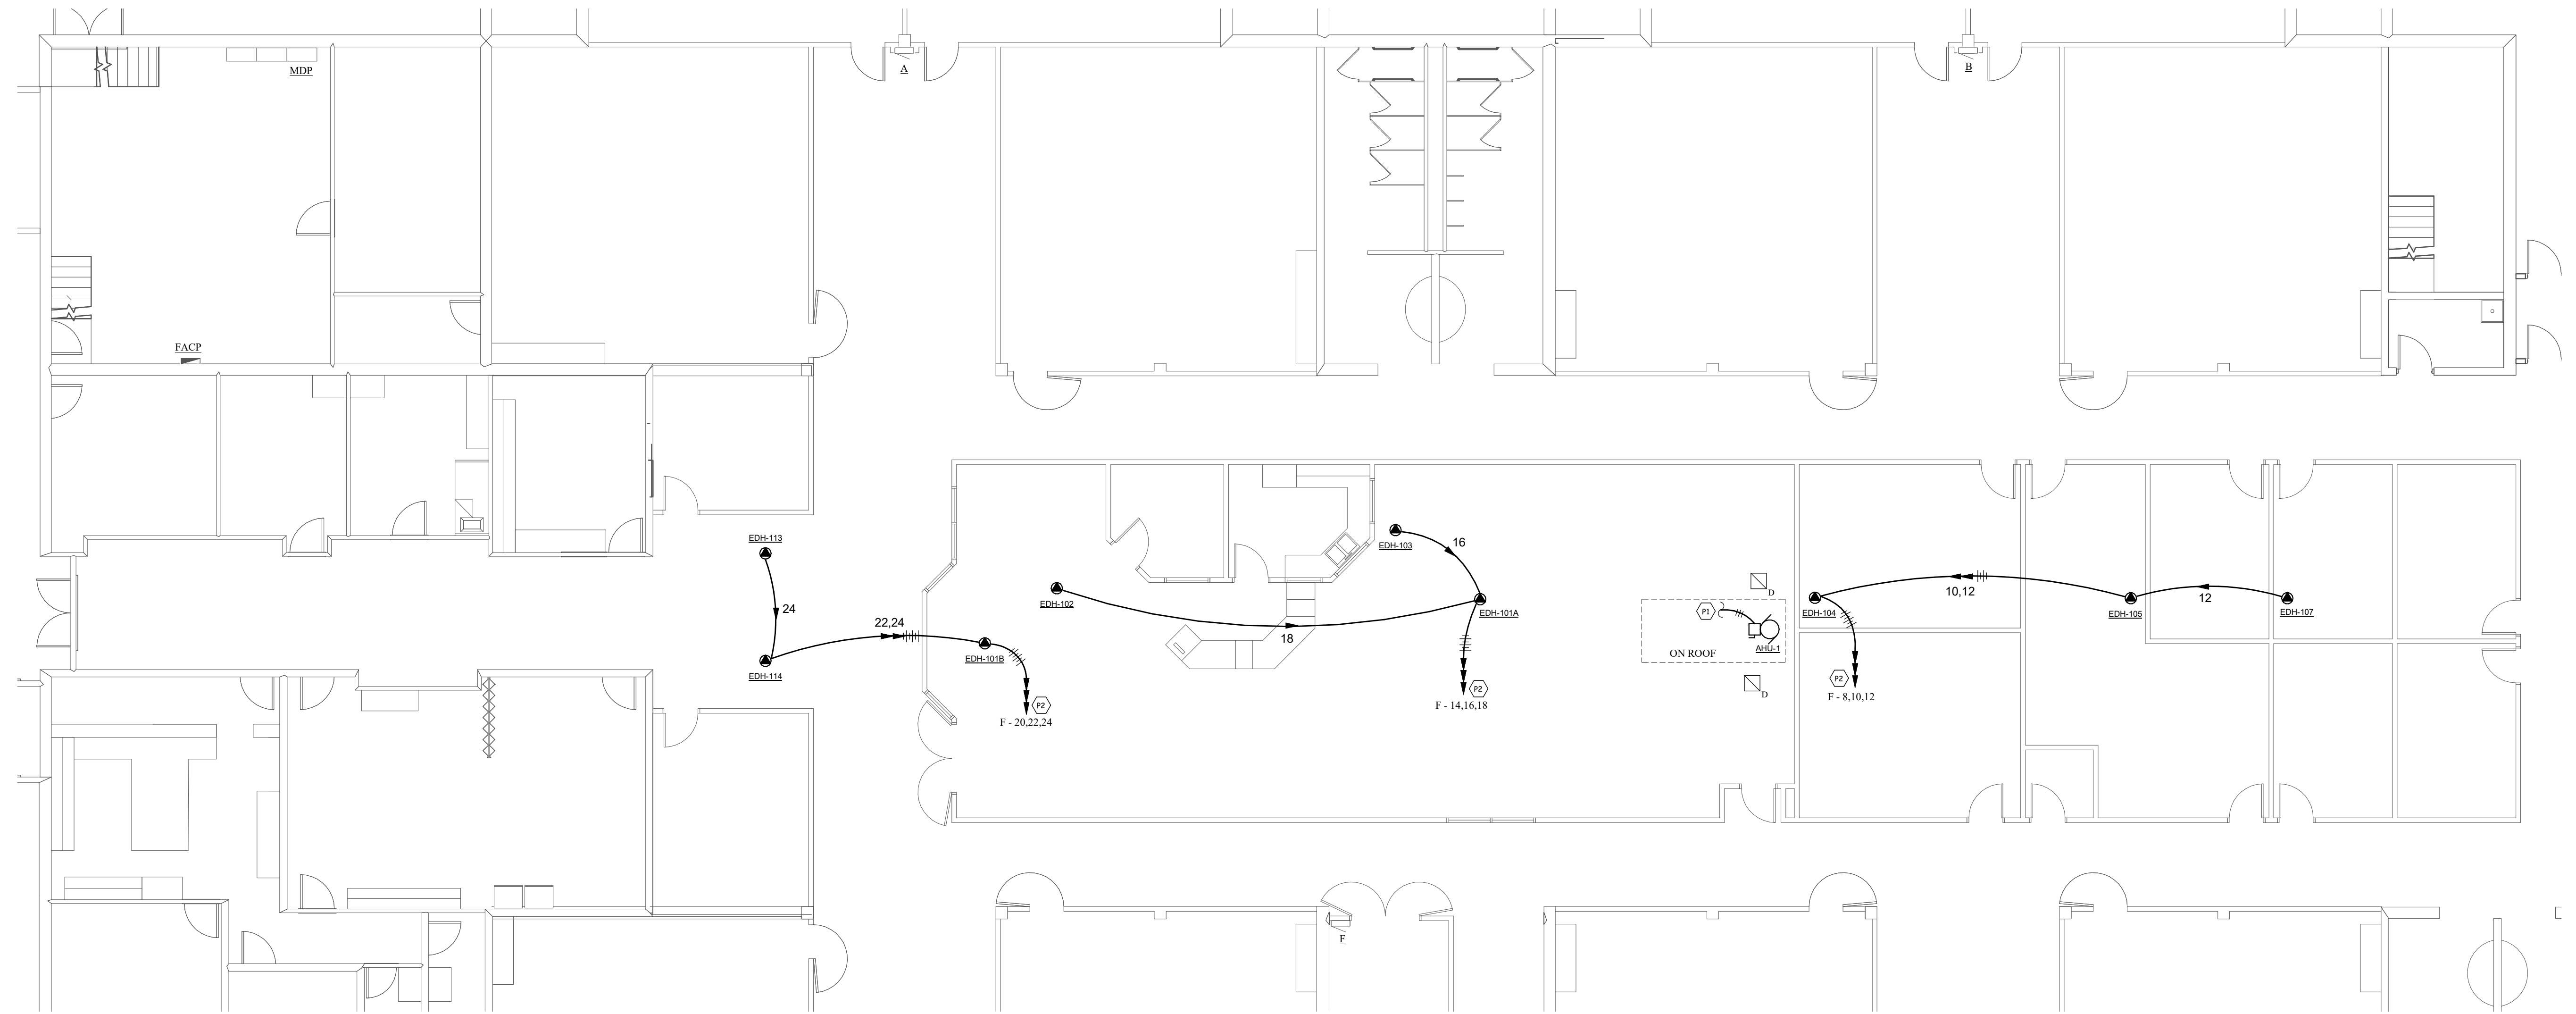 MDP
A
B
FACP
EDH-113
EDH-103
16
EDH-102
EDH-101A
D
P1
EDH-104
10,12
EDH-105
12
EDH-107
24
22,24
18
EDH-101B
EDH-114
ON ROOF
AHU-1
P2
F - 8,10,12
D
P2
F - 14,16,18
P2
F - 20,22,24
F